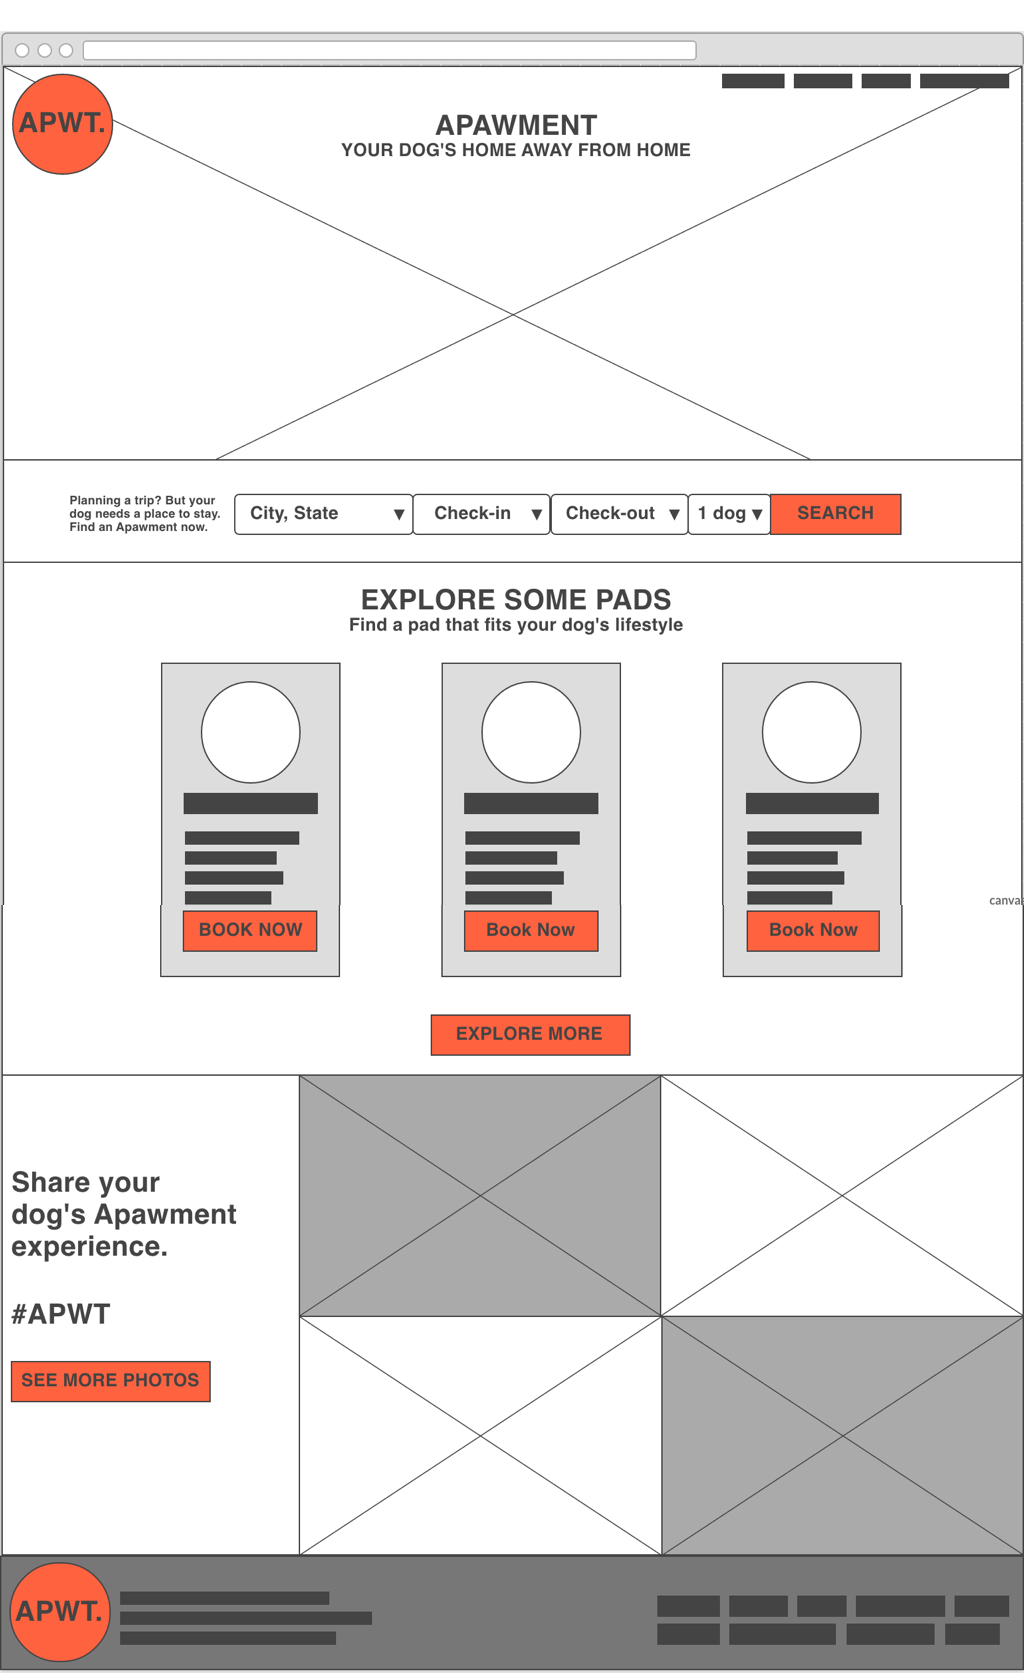 APWT.
APAWMENT
YOUR DOG'S HOME AWAY FROM HOME
Planning a trip? But your
dog needs a place to stay.
Find an Apawment now.
City, State ▼
Check-in ▼
Check-out ▼
1 dog ▼
SEARCH
EXPLORE SOME PADS
Find a pad that fits your dog's lifestyle
BOOK NOW
Book Now
Book Now
EXPLORE MORE
Share your
dog's Apawment
experience.
#APWT
SEE MORE PHOTOS
APWT.